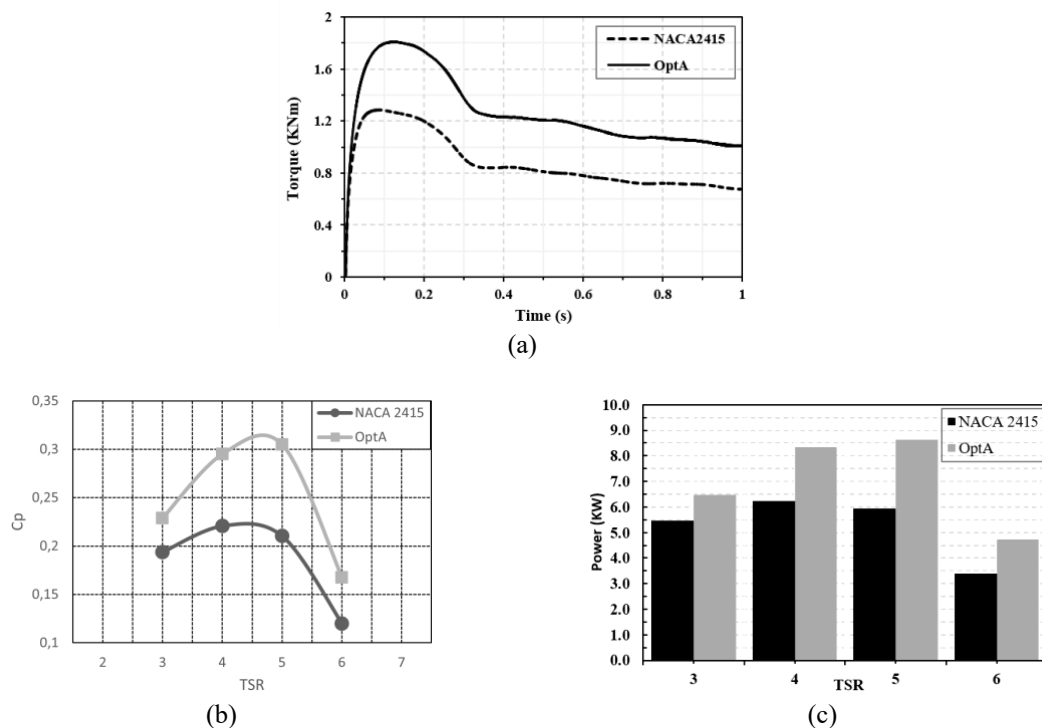 2
1.6
1.2
0.8
0.4
0
Torque (KNm)
NACA2415
OptA
0 0.2 0.4 0.6 0.8 1
Time (s)
(a)
0,35
0,3
0,25
0,2
0,15
0,1
Cp
NACA 2415
OptA
2 3 4 5 6 7
TSR
(b)
10.0
9.0
8.0
7.0
6.0
5.0
4.0
3.0
2.0
1.0
0.0
Power (KW)
NACA 2415
OptA
3 4 5 6
TSR
(c)